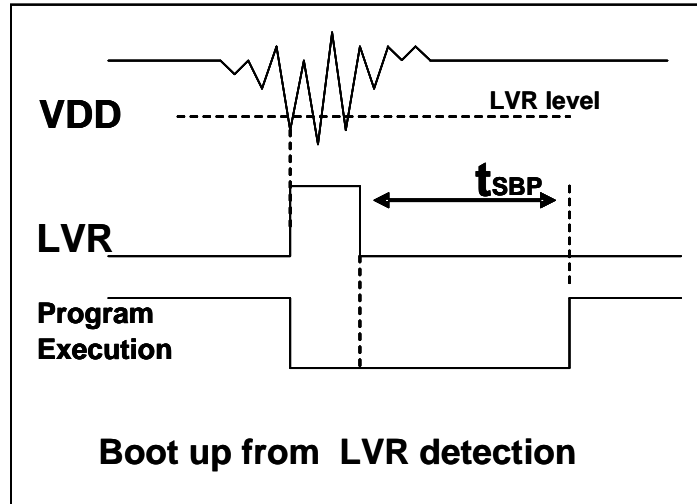 VDD
LVR level
tSBP
LVR
Program
Execution
Boot up from LVR detection